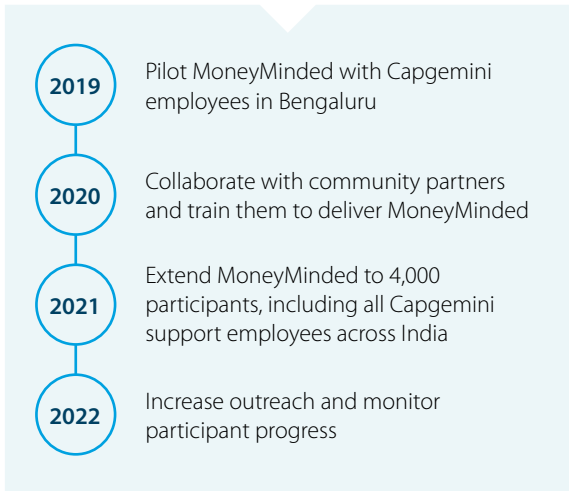 2019
Pilot MoneyMinded with Capgemini
employees in Bengaluru
2020
Collaborate with community partners
and train them to deliver MoneyMinded
2021
Extend MoneyMinded to 4,000
participants, including all Capgemini
support employees across India
2022
Increase outreach and monitor
participant progress